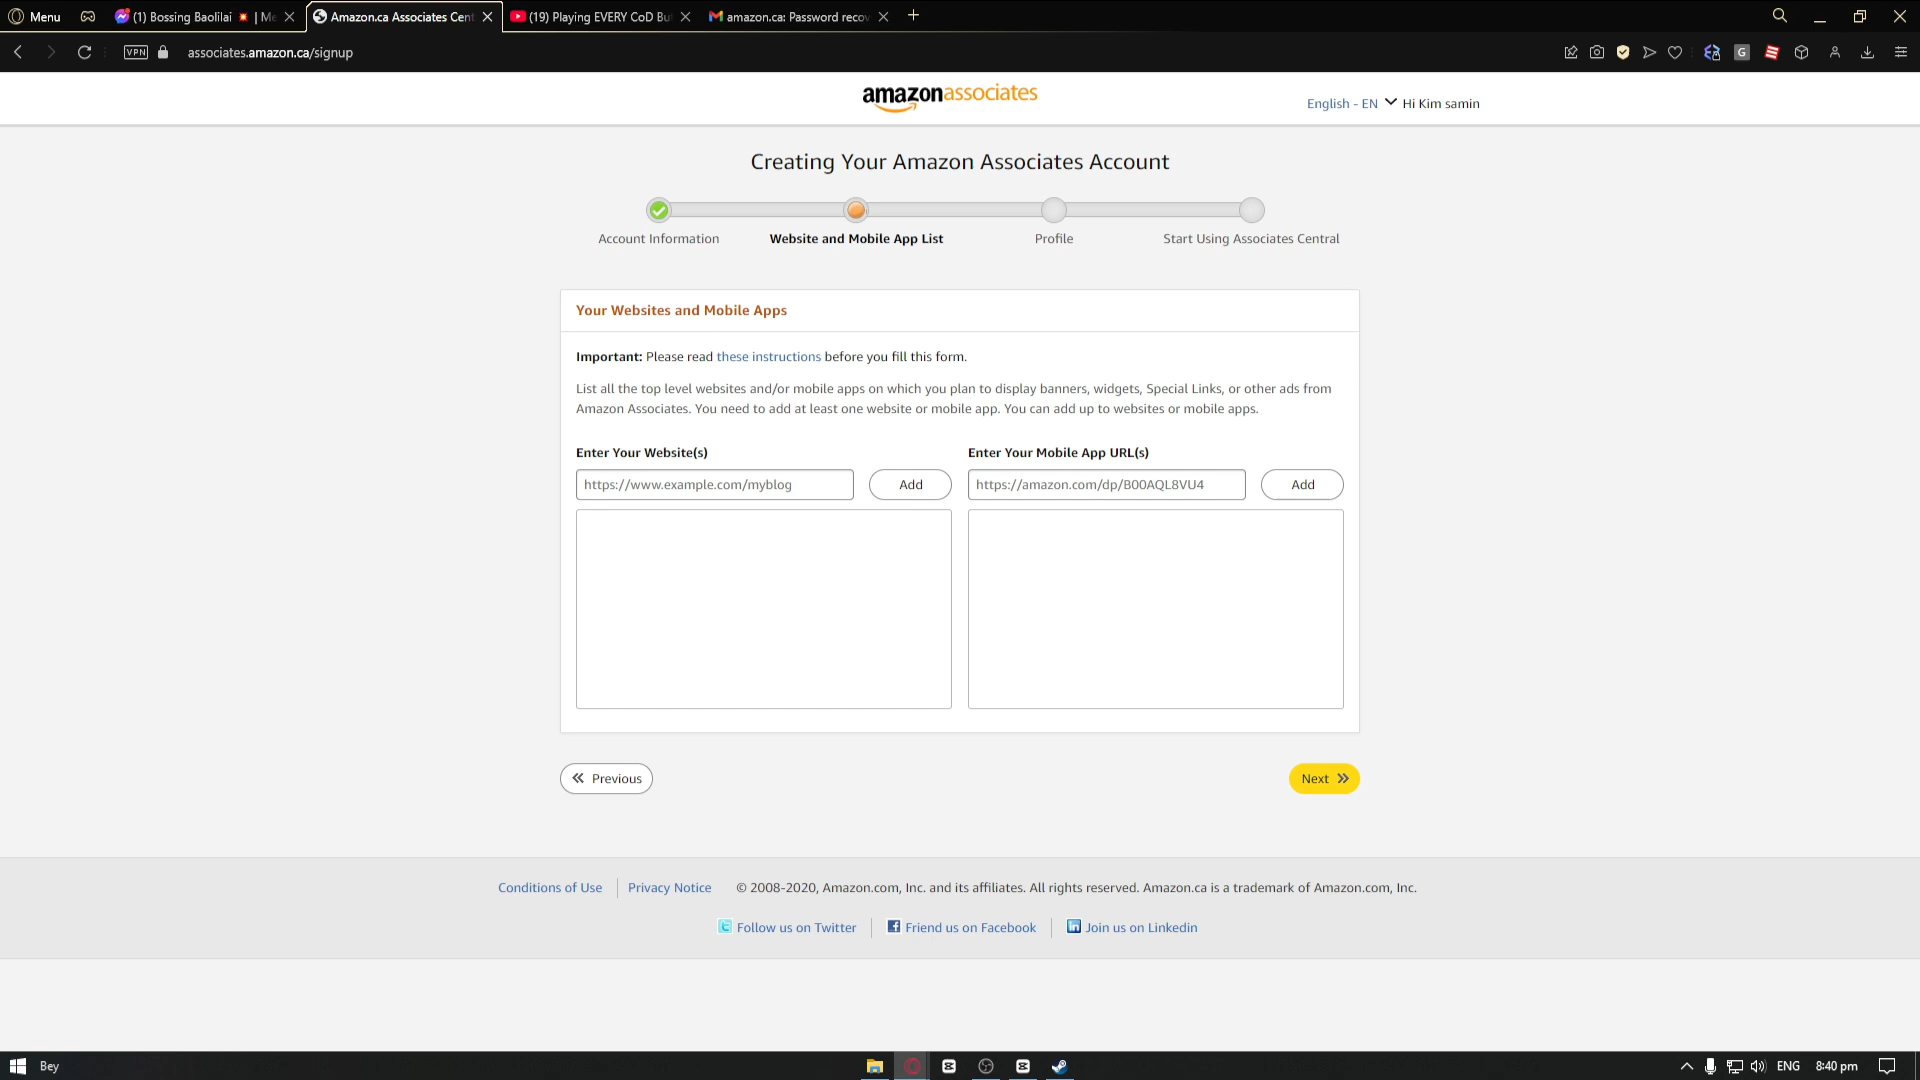 Menu
(1) Bossing Baolilai 💥 | Me
Amazon.ca Associates Cent
(19) Playing EVERY CoD Bu
amazon.ca: Password recov
VPN
associates.amazon.ca/signup
amazonassociates
English - EN
Hi Kim samin
Creating Your Amazon Associates Account
Account Information
Website and Mobile App List
Profile
Start Using Associates Central
Your Websites and Mobile Apps
Important: Please read these instructions before you fill this form.
List all the top level websites and/or mobile apps on which you plan to display banners, widgets, Special Links, or other ads from
Amazon Associates. You need to add at least one website or mobile app. You can add up to websites or mobile apps.
Enter Your Website(s)
Enter Your Mobile App URL(s)
https://www.example.com/myblog
Add
https://amazon.com/dp/B00AQL8VU4
Add
Previous
Next
Conditions of Use
Privacy Notice
© 2008-2020, Amazon.com, Inc. and its affiliates. All rights reserved. Amazon.ca is a trademark of Amazon.com, Inc.
Follow us on Twitter
Friend us on Facebook
Join us on Linkedin
Bey
ENG
8:40 pm